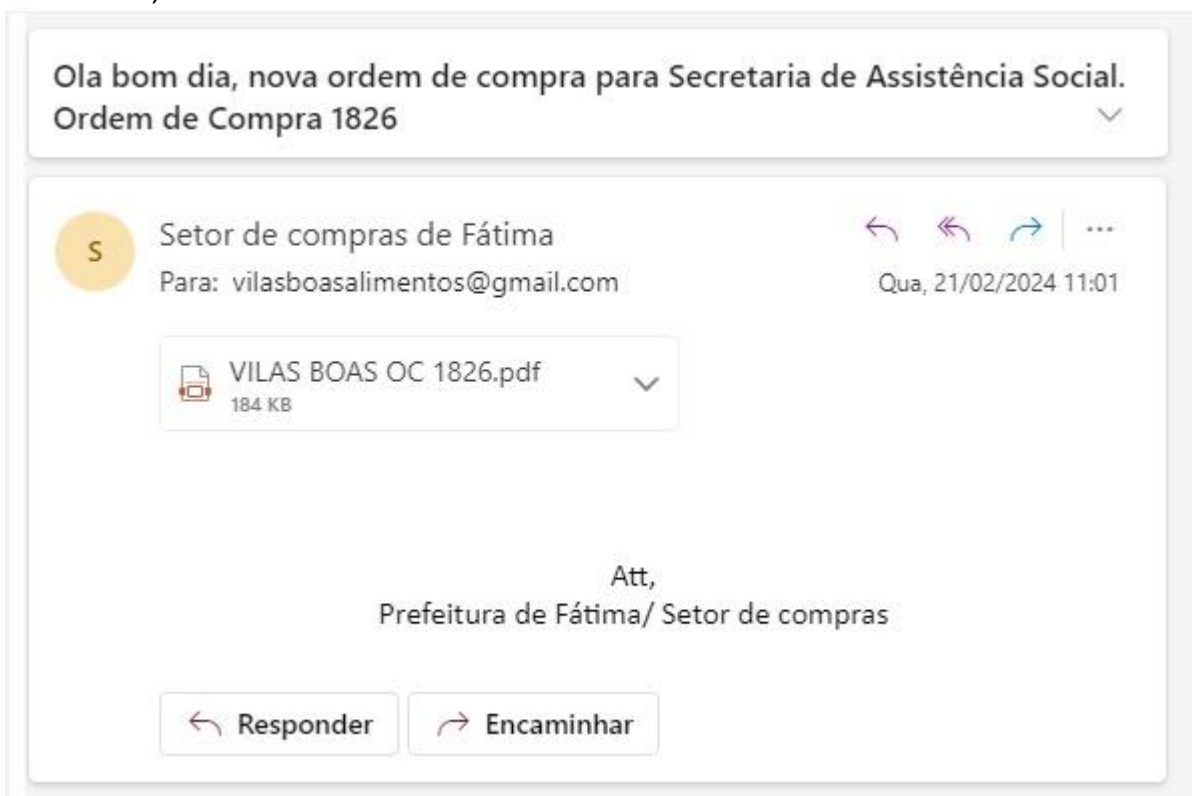 Ola bom dia, nova ordem de compra para Secretaria de Assistência Social.
Ordem de Compra 1826
S
Setor de compras de Fátima
Para: vilasboasalimentos@gmail.com
Qua, 21/02/2024 11:01
VILAS BOAS OC 1826.pdf
184 KB
Att,
Prefeitura de Fátima/ Setor de compras
Responder
Encaminhar